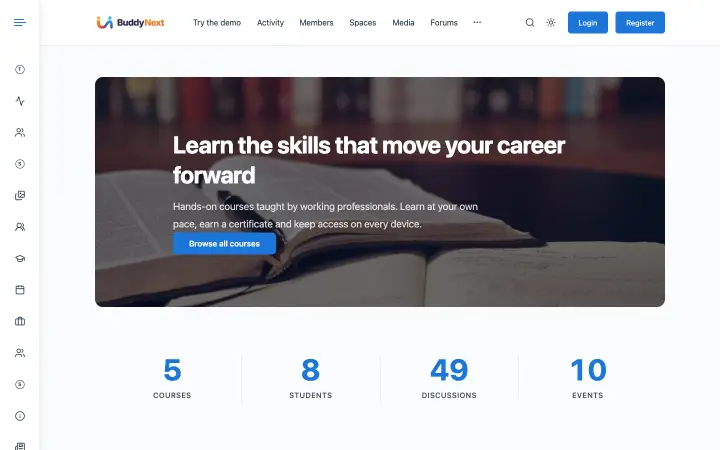 BuddyNext
Try the demo
Activity
Members
Spaces
Media
Forums
Login
Register
Learn the skills that move your career
forward
Hands-on courses taught by working professionals. Learn at your own
pace, earn a certificate and keep access on every device.
Browse all courses
5
COURSES
8
STUDENTS
49
DISCUSSIONS
10
EVENTS